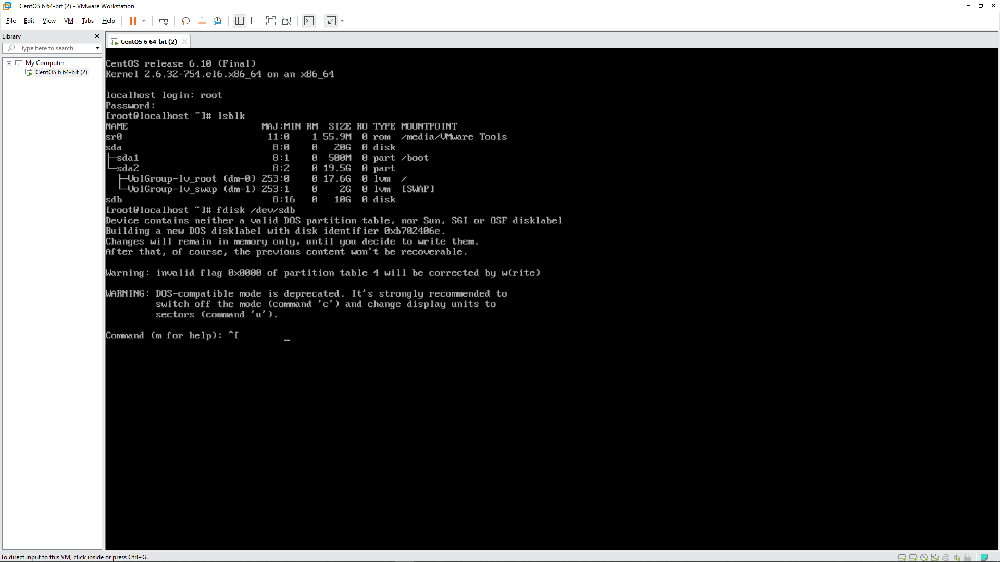 CentOS 6 64-bit (2) - VMware Workstation
File Edit View VM Tabs Help
Library
CentOS 6 64-bit (2)
Type here to search
My Computer
CentOS 6 64-bit (2)
CentOS release 6.10 (Final)
Kernel 2.6.32-754.el6.x86_64 on an x86_64
localhost login: root
Password:
[root@localhost ~]# lsblk
NAME MAJ:MIN RM SIZE RO TYPE MOUNTPOINT
sr0 11:0 1 55.9M 0 rom /media/VMware Tools
sda 8:0 0 20G 0 disk
├─sda1 8:1 0 500M 0 part /boot
└─sda2 8:2 0 19.5G 0 part
├─VolGroup-lv_root (dm-0) 253:0 0 17.6G 0 lvm /
└─VolGroup-lv_swap (dm-1) 253:1 0 2G 0 lvm [SWAP]
sdb 8:16 0 10G 0 disk
[root@localhost ~]# fdisk /dev/sdb
Device contains neither a valid DOS partition table, nor Sun, SGI or OSF disklabel
Building a new DOS disklabel with disk identifier 0xb702406e.
Changes will remain in memory only, until you decide to write them.
After that, of course, the previous content won't be recoverable.
Warning: invalid flag 0x0000 of partition table 4 will be corrected by w(rite)
WARNING: DOS-compatible mode is deprecated. It's strongly recommended to
switch off the mode (command 'c') and change display units to
sectors (command 'u').
Command (m for help): ^[ _
To direct input to this VM, click inside or press Ctrl+G.